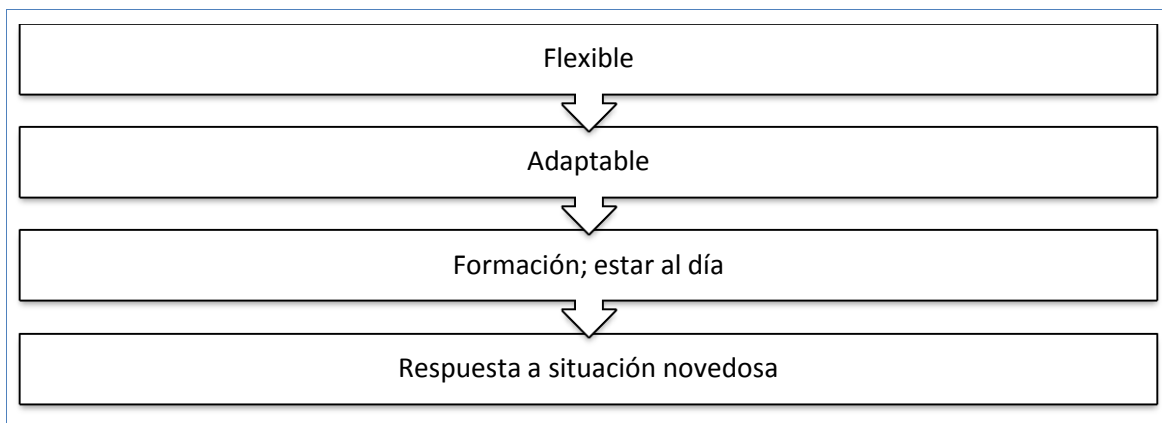 Flexible
Adaptable
Formación; estar al día
Respuesta a situación novedosa